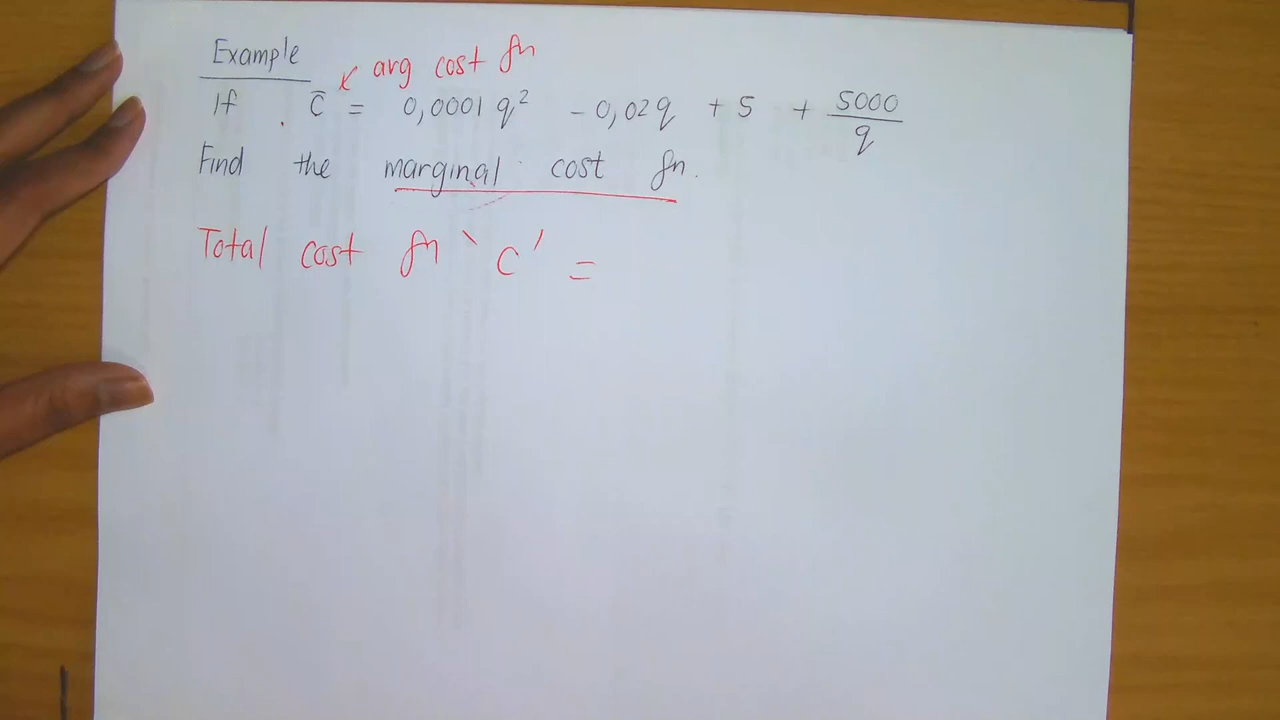 Example
↙ avg cost fn
If . C̄ = 0,0001 q² - 0,02q + 5 + 5000/q
Find the marginal cost fn.
Total cost fn ‵ C ′ =